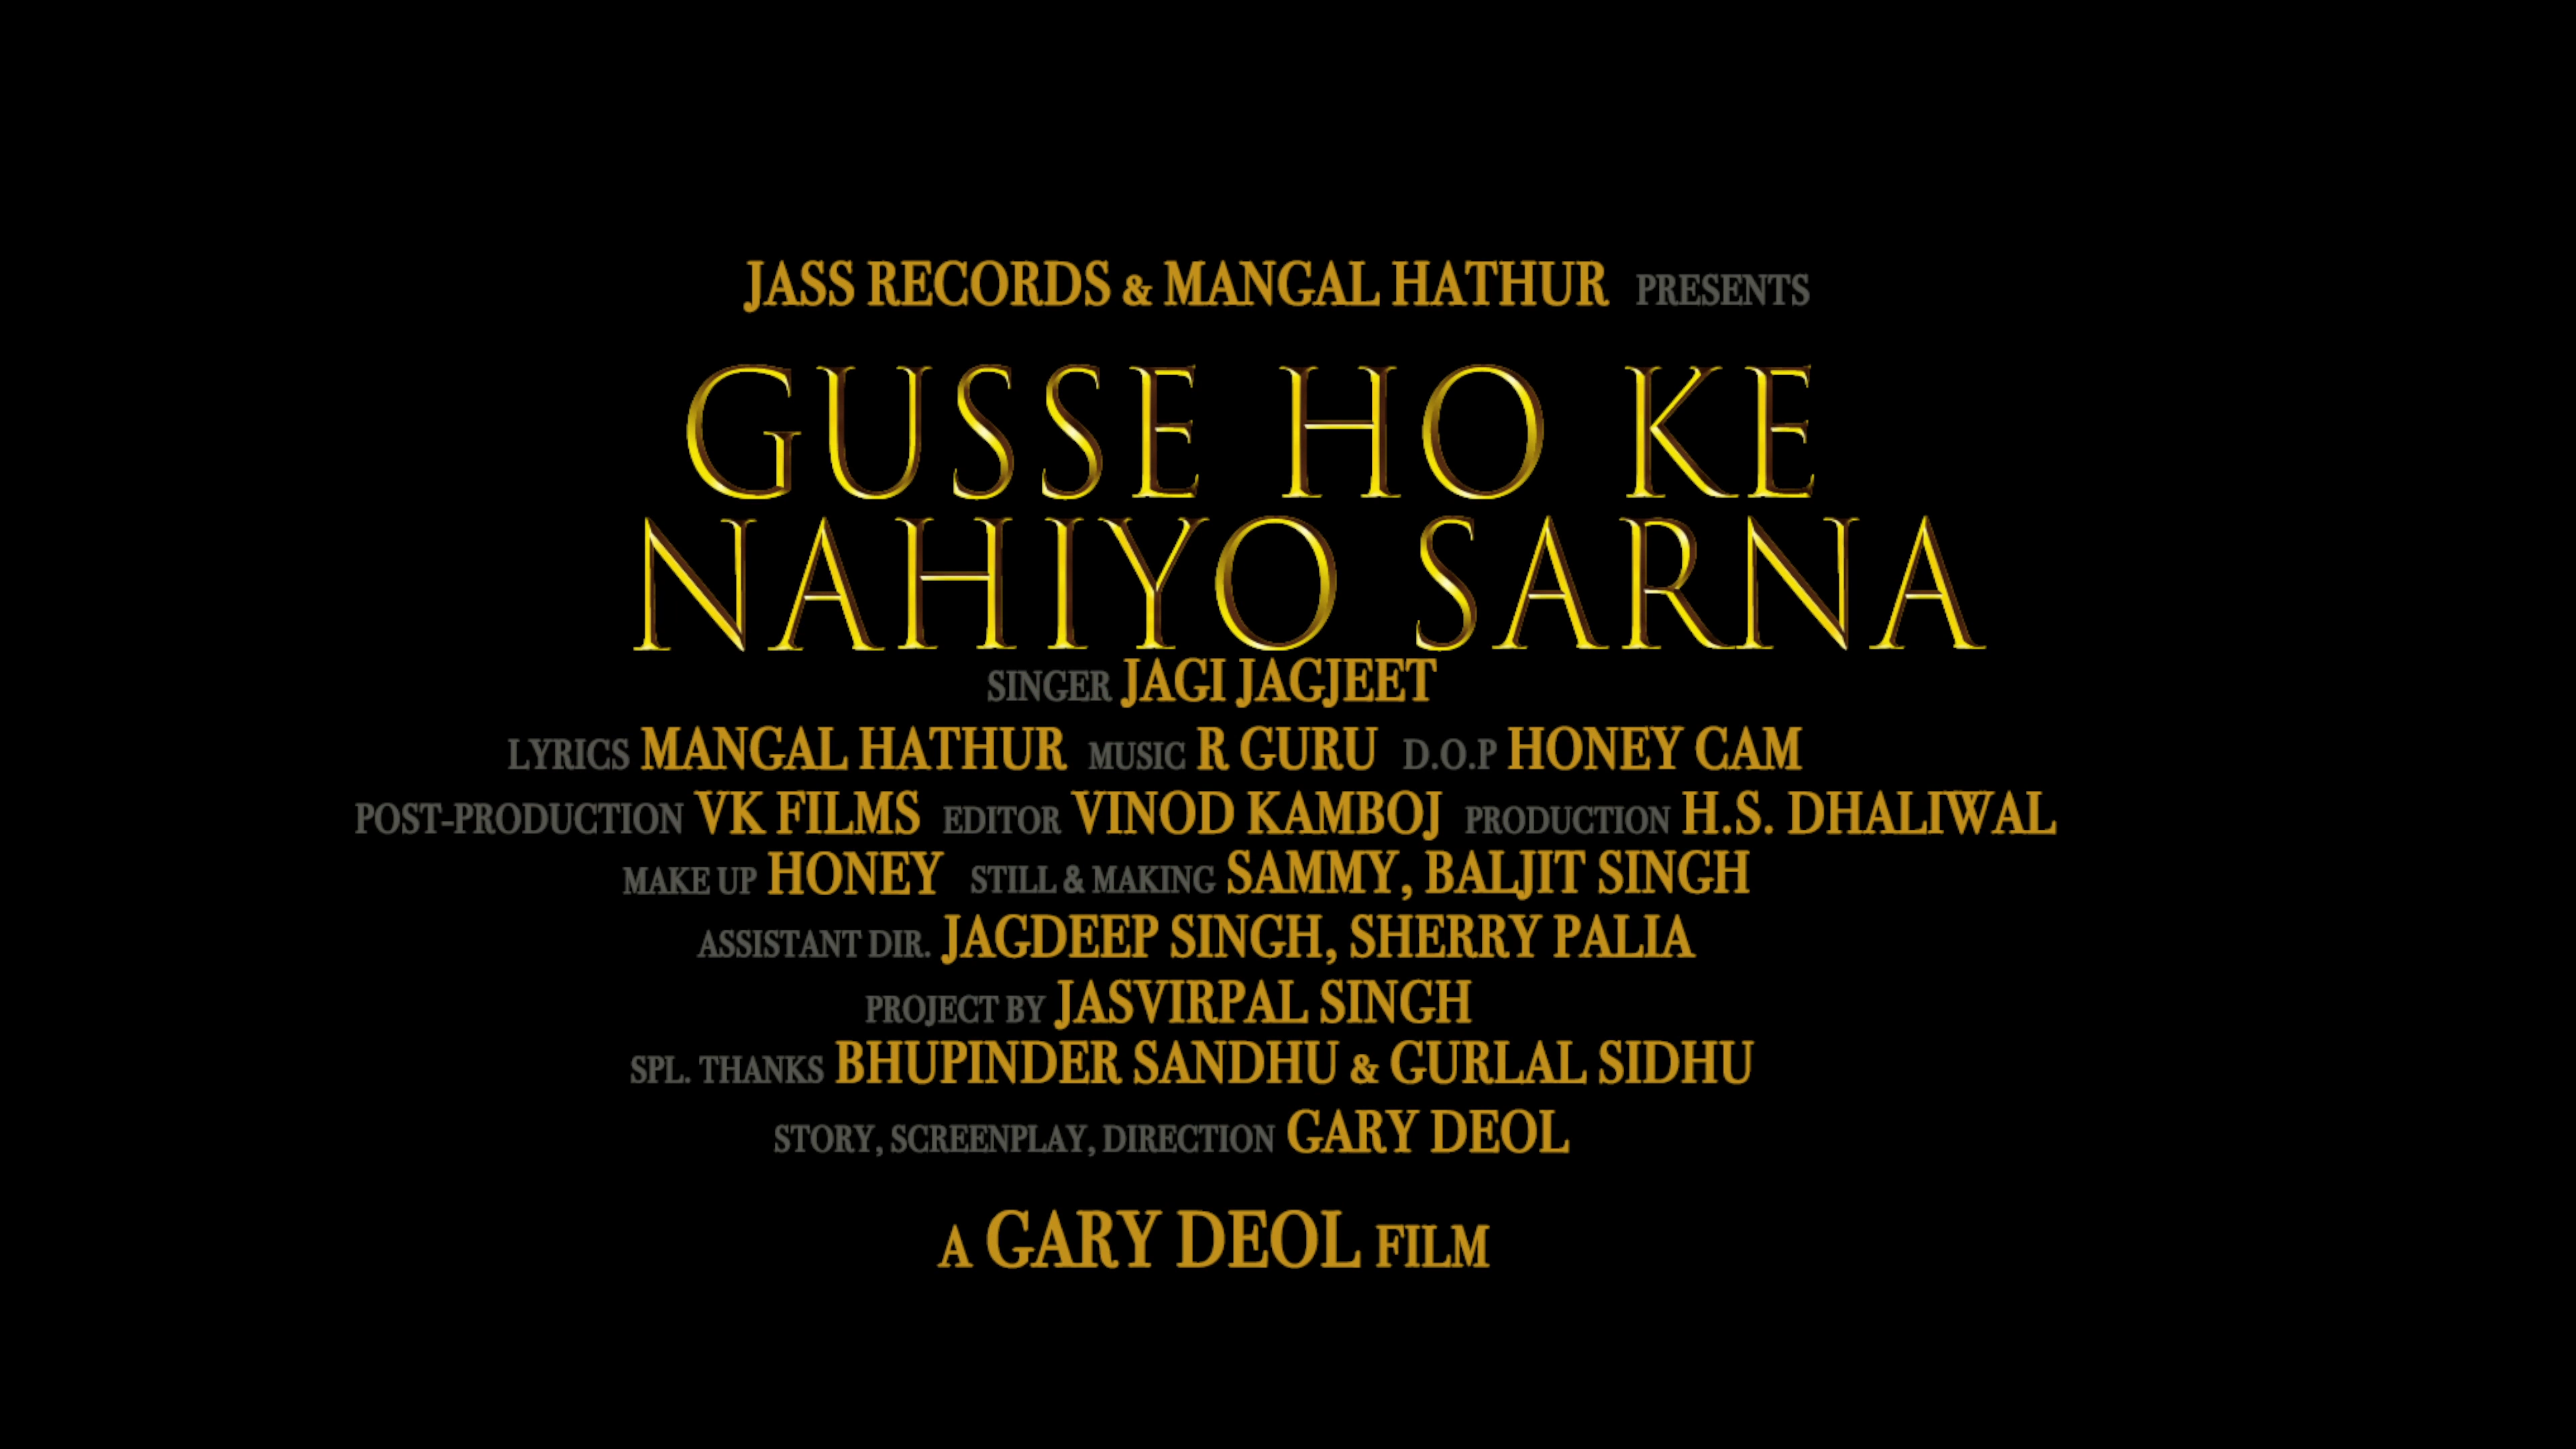 JASS RECORDS & MANGAL HATHUR PRESENTS
GUSSE HO KE
NAHIYO SARNA
SINGER JAGI JAGJEET
LYRICS MANGAL HATHUR MUSIC R GURU D.O.P HONEY CAM
POST-PRODUCTION VK FILMS EDITOR VINOD KAMBOJ PRODUCTION H.S. DHALIWAL
MAKE UP HONEY STILL & MAKING SAMMY, BALJIT SINGH
ASSISTANT DIR. JAGDEEP SINGH, SHERRY PALIA
PROJECT BY JASVIRPAL SINGH
SPL. THANKS BHUPINDER SANDHU & GURLAL SIDHU
STORY, SCREENPLAY, DIRECTION GARY DEOL
A GARY DEOL FILM